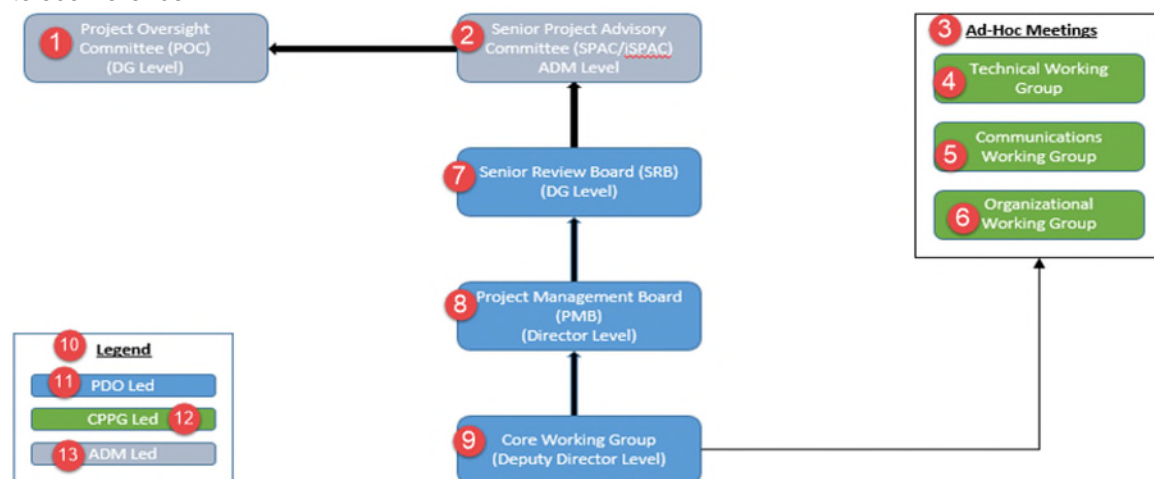 1
Project Oversight
Committee (POC)
(DG Level)
2
Senior Project Advisory
Committee (SPAC/iSPAC)
ADM Level
3
Ad-Hoc Meetings
4
Technical Working
Group
5
Communications
Working Group
6
Organizational
Working Group
7
Senior Review Board (SRB)
(DG Level)
8
Project Management Board
(PMB)
(Director Level)
9
Core Working Group
(Deputy Director Level)
10
Legend
11
PDO Led
CPPG Led
12
13
ADM Led